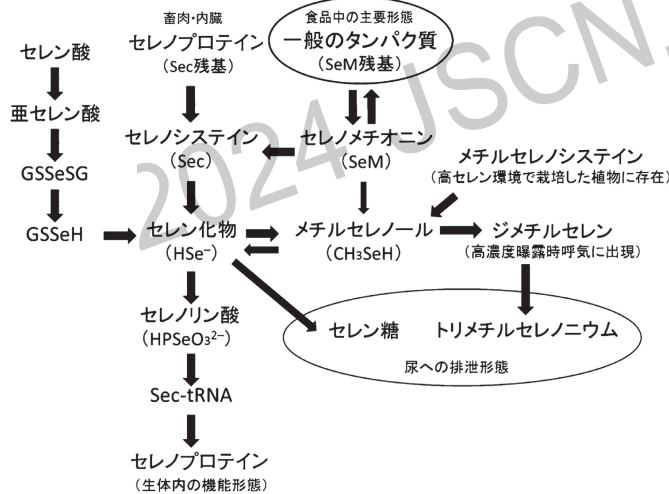 畜肉・内臓
セレノプロテイン
(Sec残基)
食品中の主要形態
一般のタンパク質
(SeM残基)
セレン酸
亜セレン酸
GSSeSG
GSSeH
セレノシステイン
(Sec)
セレノメチオニン
(SeM)
メチルセレノシステイン
(高セレン環境で栽培した植物に存在)
セレン化物
(HSe⁻)
メチルセレノール
(CH₃SeH)
ジメチルセレン
(高濃度曝露時呼気に出現)
セレノリン酸
(HPSeO₃²⁻)
セレン糖
トリメチルセレノニウム
尿への排泄形態
Sec-tRNA
セレノプロテイン
(生体内の機能形態)
2024 JSCN,